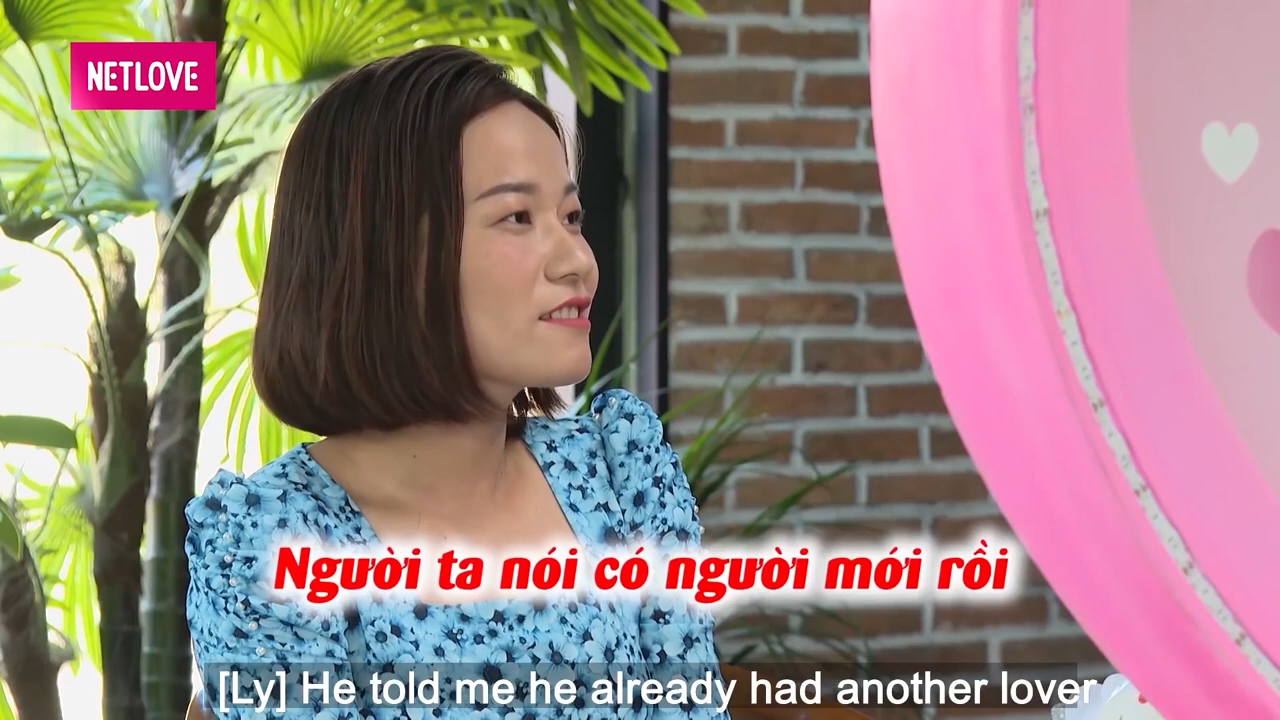 NETLOVE
Người ta nói có người mới rồi
[Ly] He told me he already had another lover